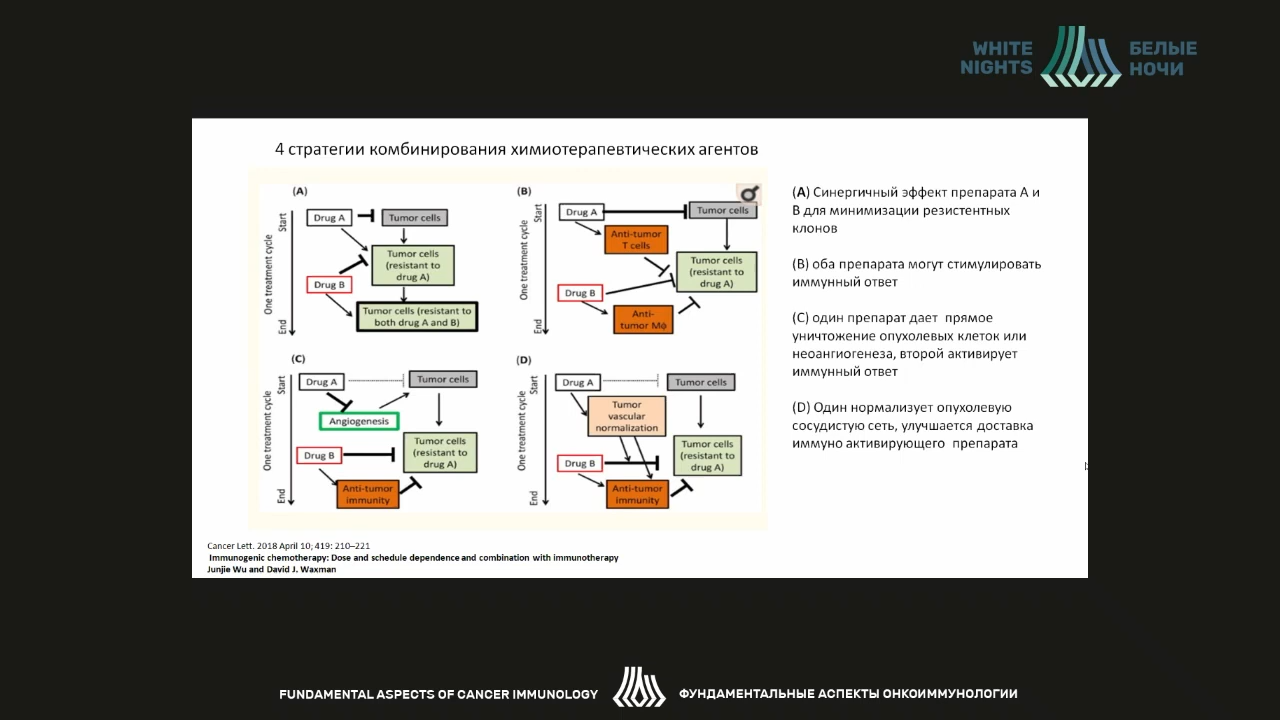 WHITE
NIGHTS
БЕЛЫЕ
НОЧИ
4 стратегии комбинирования химиотерапевтических агентов
(A)
Start
One treatment cycle
End
Drug A
Tumor cells
Tumor cells
(resistant to
drug A)
Drug B
Tumor cells (resistant to
both drug A and B)
(B)
Start
One treatment cycle
End
Drug A
Tumor cells
Anti-tumor
T cells
Tumor cells
(resistant to
drug A)
Drug B
Anti-
tumor Mϕ
(C)
Start
One treatment cycle
End
Drug A
Tumor cells
Angiogenesis
Tumor cells
(resistant to
drug A)
Drug B
Anti-tumor
immunity
(D)
Start
One treatment cycle
End
Drug A
Tumor cells
Tumor
vascular
normalization
Tumor cells
(resistant to
drug A)
Drug B
Anti-tumor
immunity
(A) Синергичный эффект препарата А и
В для минимизации резистентных
клонов
(B) оба препарата могут стимулировать
иммунный ответ
(C) один препарат дает прямое
уничтожение опухолевых клеток или
неоангиогенеза, второй активирует
иммунный ответ
(D) Один нормализует опухолевую
сосудистую сеть, улучшается доставка
иммуно активирующего препарата
Cancer Lett. 2018 April 10; 419: 210–221
Immunogenic chemotherapy: Dose and schedule dependence and combination with immunotherapy
Junjie Wu and David J. Waxman
FUNDAMENTAL ASPECTS OF CANCER IMMUNOLOGY
ФУНДАМЕНТАЛЬНЫЕ АСПЕКТЫ ОНКОИММУНОЛОГИИ